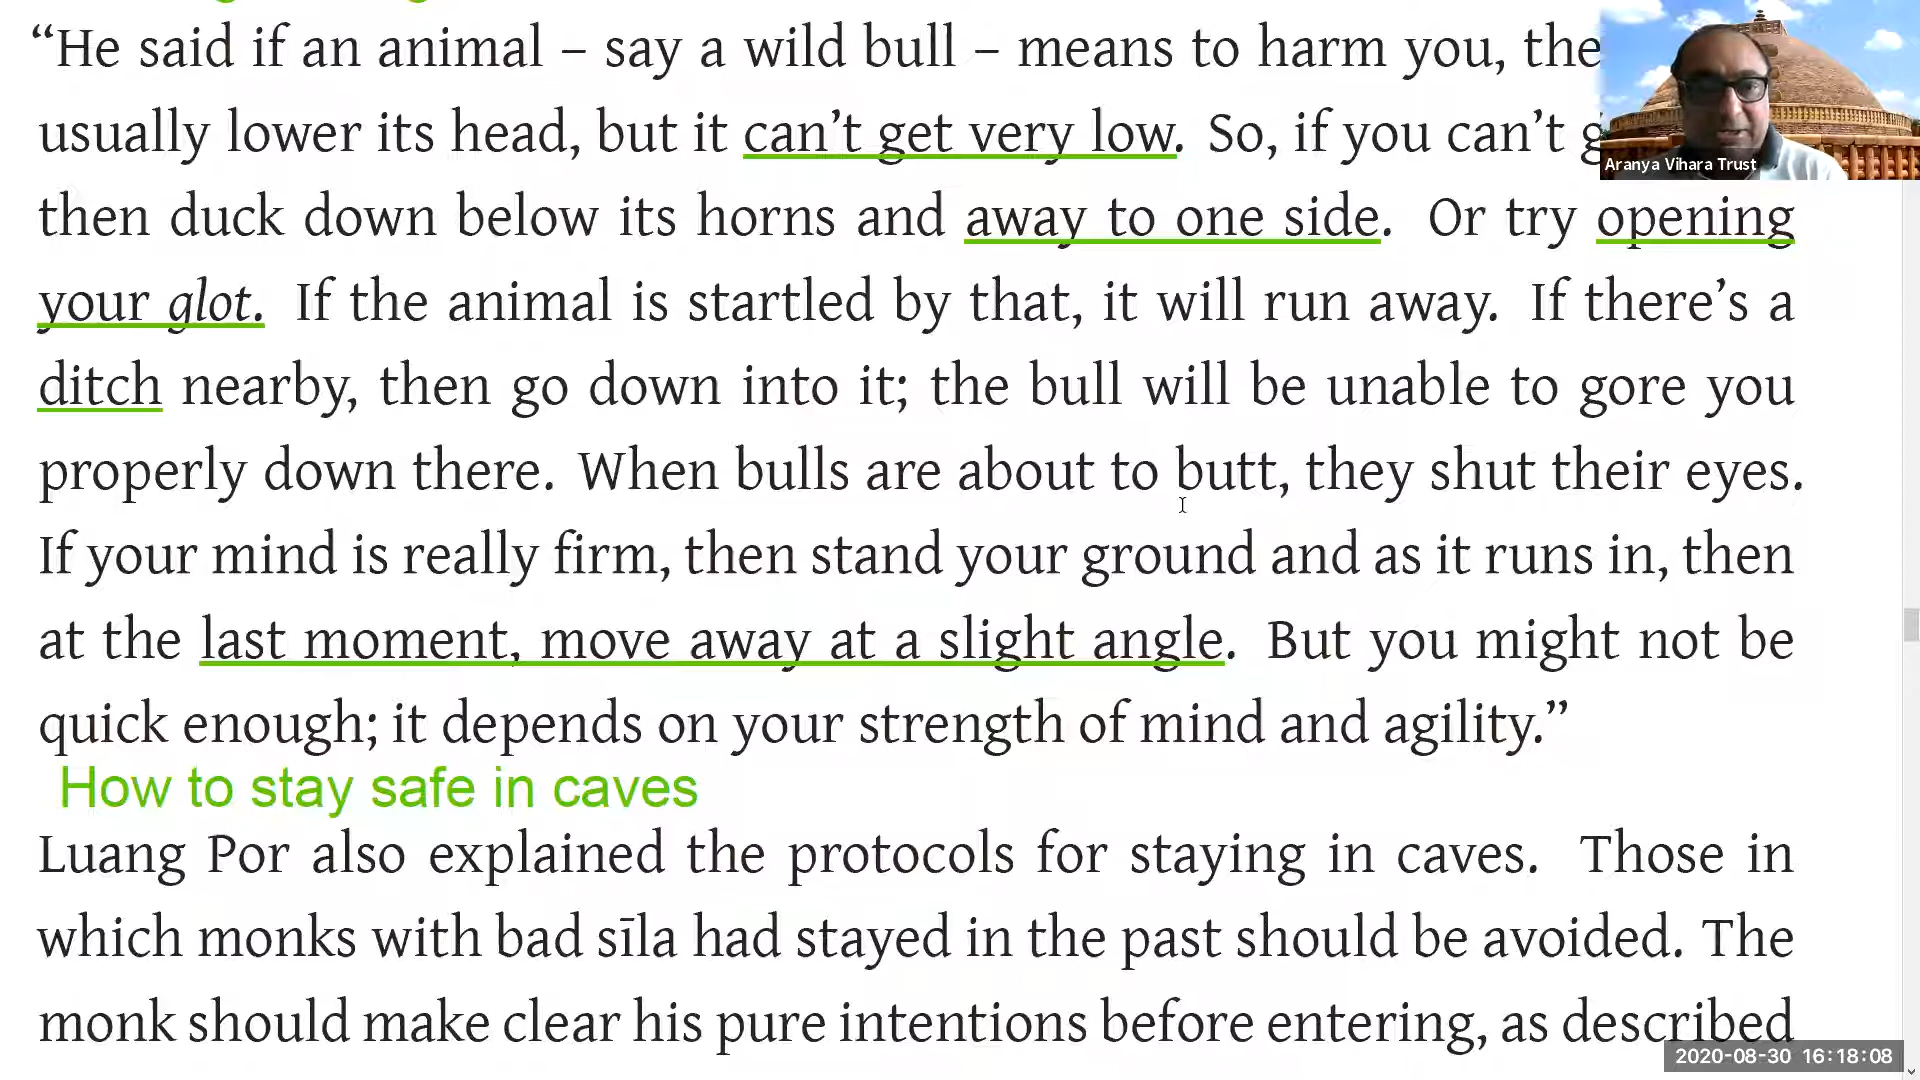 “He said if an animal – say a wild bull – means to harm you, the
usually lower its head, but it can’t get very low. So, if you can’t g
then duck down below its horns and away to one side. Or try opening
your glot. If the animal is startled by that, it will run away. If there’s a
ditch nearby, then go down into it; the bull will be unable to gore you
properly down there. When bulls are about to butt, they shut their eyes.
If your mind is really firm, then stand your ground and as it runs in, then
at the last moment, move away at a slight angle. But you might not be
quick enough; it depends on your strength of mind and agility.”
How to stay safe in caves
Luang Por also explained the protocols for staying in caves. Those in
which monks with bad sīla had stayed in the past should be avoided. The
monk should make clear his pure intentions before entering, as described
Aranya Vihara Trust
2020-08-30 16:18:08